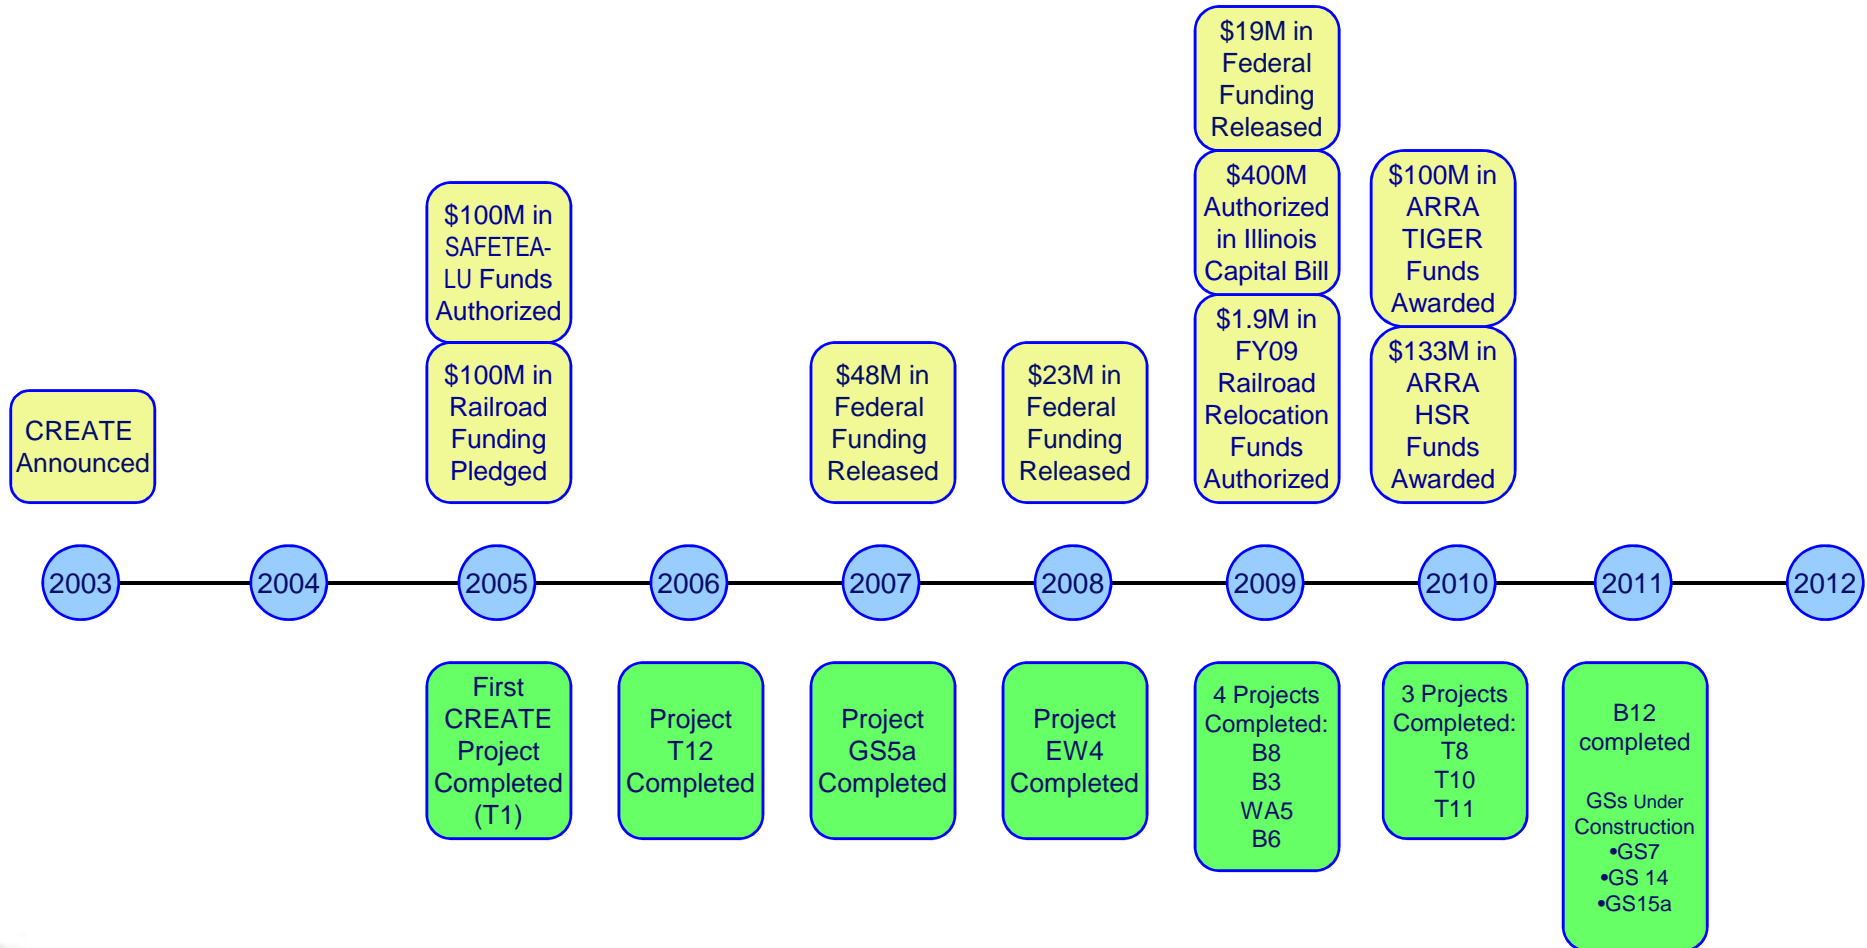 $19M in
Federal
Funding
Released
$400M
Authorized
in Illinois
Capital Bill
$1.9M in
FY09
Railroad
Relocation
Funds
Authorized
$100M in
ARRA
TIGER
Funds
Awarded
$133M in
ARRA
HSR
Funds
Awarded
$100M in
SAFETEA-
LU Funds
Authorized
$100M in
Railroad
Funding
Pledged
$48M in
Federal
Funding
Released
$23M in
Federal
Funding
Released
CREATE
Announced
2003
2004
2005
2006
2007
2008
2009
2010
2011
2012
First
CREATE
Project
Completed
(T1)
Project
T12
Completed
Project
GS5a
Completed
Project
EW4
Completed
4 Projects
Completed:
B8
B3
WA5
B6
3 Projects
Completed:
T8
T10
T11
B12
completed
GSs Under
Construction
•GS7
•GS 14
•GS15a